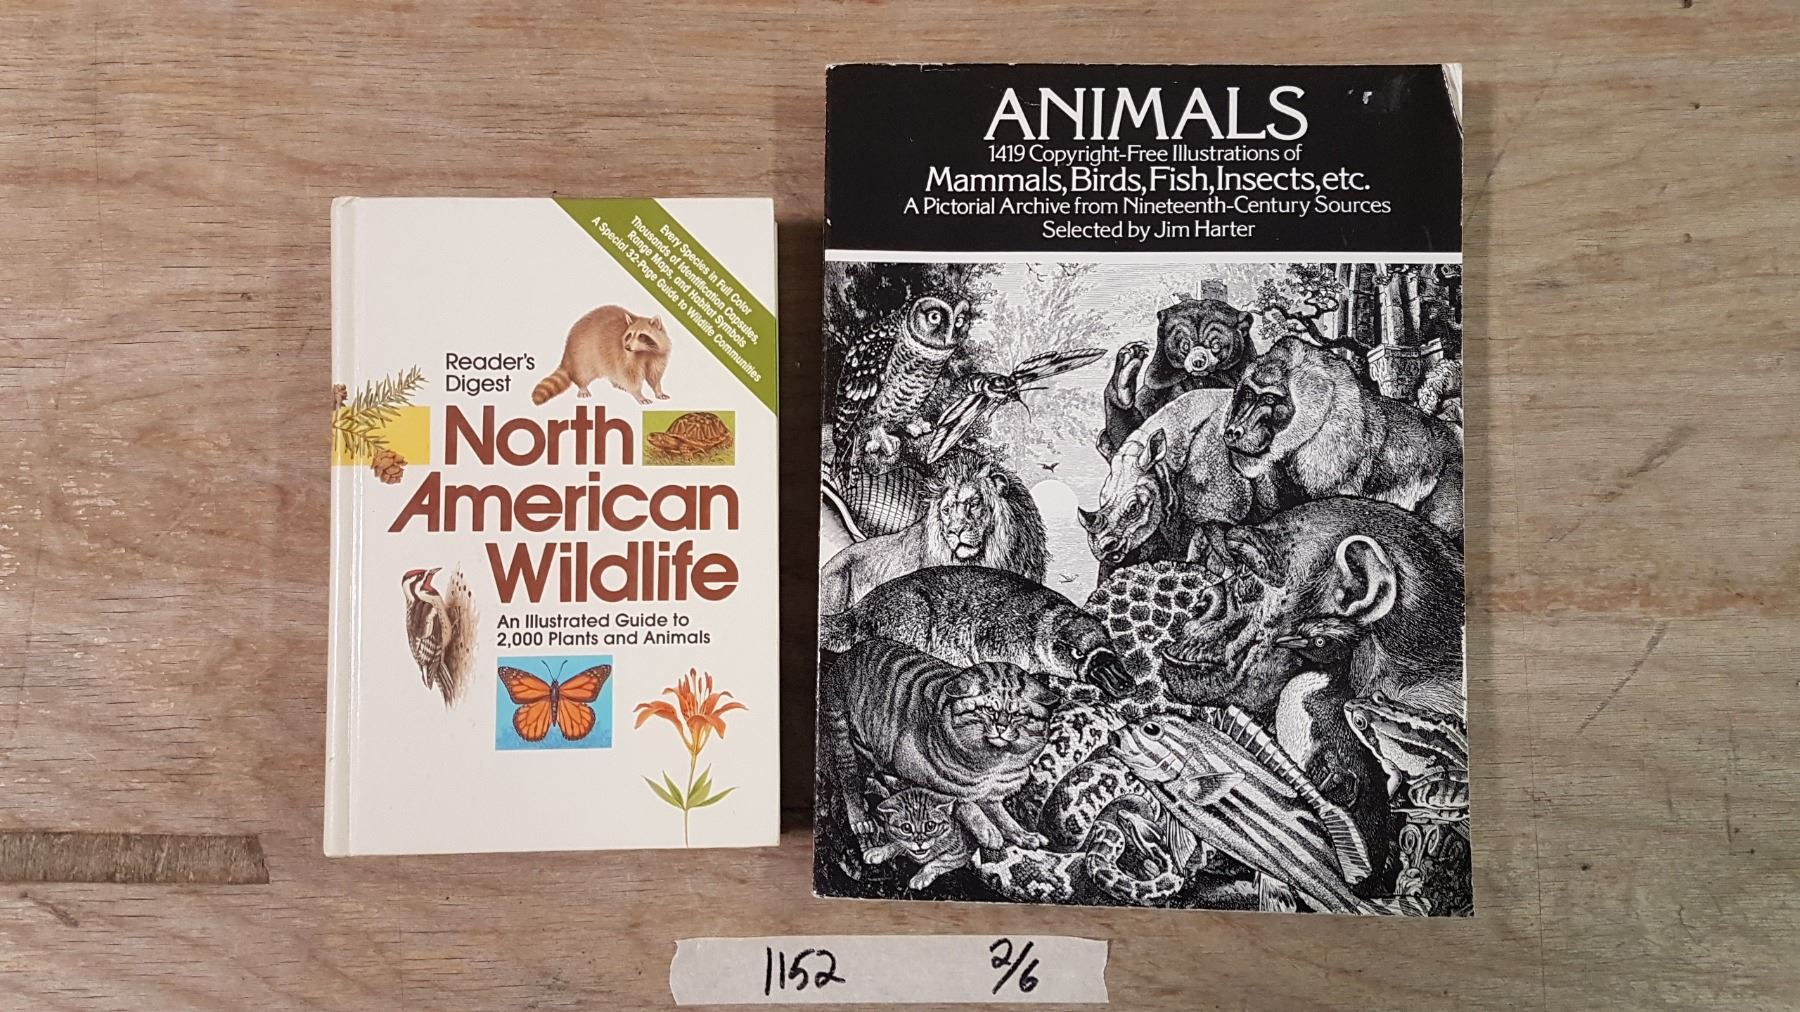 Every Species in Full Color
Thousands of Identification Capsules,
Range Maps, and Habitat Symbols
A Special 32-Page Guide to Wildlife Communities
Reader's
Digest
North
American
Wildlife
An Illustrated Guide to
2,000 Plants and Animals
ANIMALS
1419 Copyright-Free Illustrations of
Mammals, Birds, Fish, Insects, etc.
A Pictorial Archive from Nineteenth-Century Sources
Selected by Jim Harter
1152 2/6